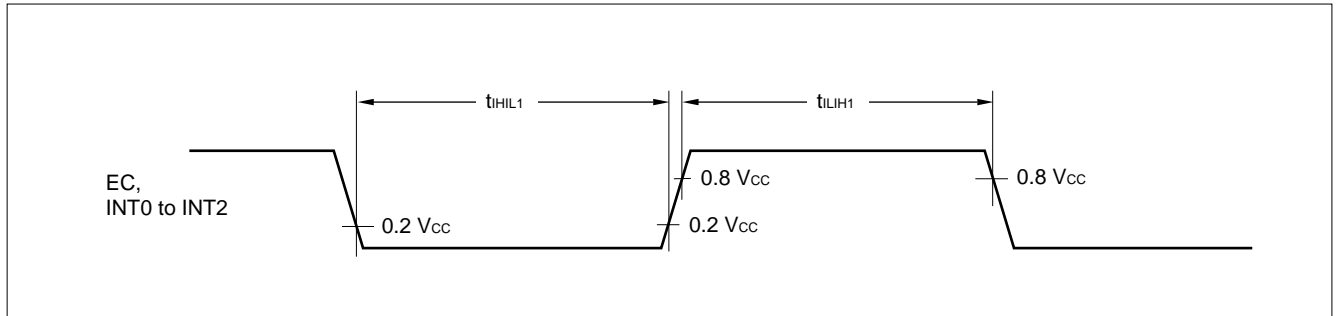 tIHIL1
tILIH1
EC,
INT0 to INT2
0.8 VCC
0.8 VCC
0.2 VCC
0.2 VCC